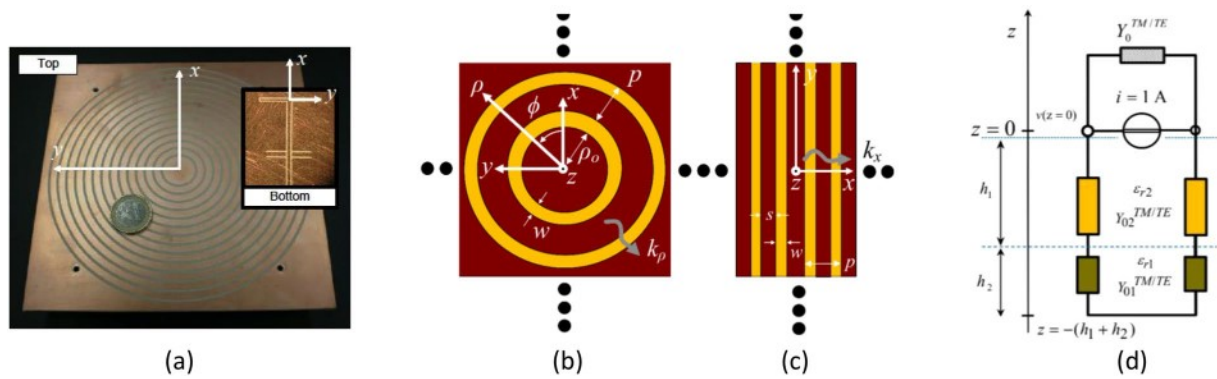 Top
x
y
x
y
Bottom
(a)
ρ
ϕ
x
p
y
z
ρₒ
w
kρ
(b)
y
kx
z
x
s
w
p
(c)
z
Y₀ᵀᴹ/ᵀᴱ
i = 1 A
v(z=0)
z=0
h₁
εr2
Y₀₂ᵀᴹ/ᵀᴱ
h₂
εr1
Y₀₁ᵀᴹ/ᵀᴱ
z = −(h₁ + h₂)
(d)